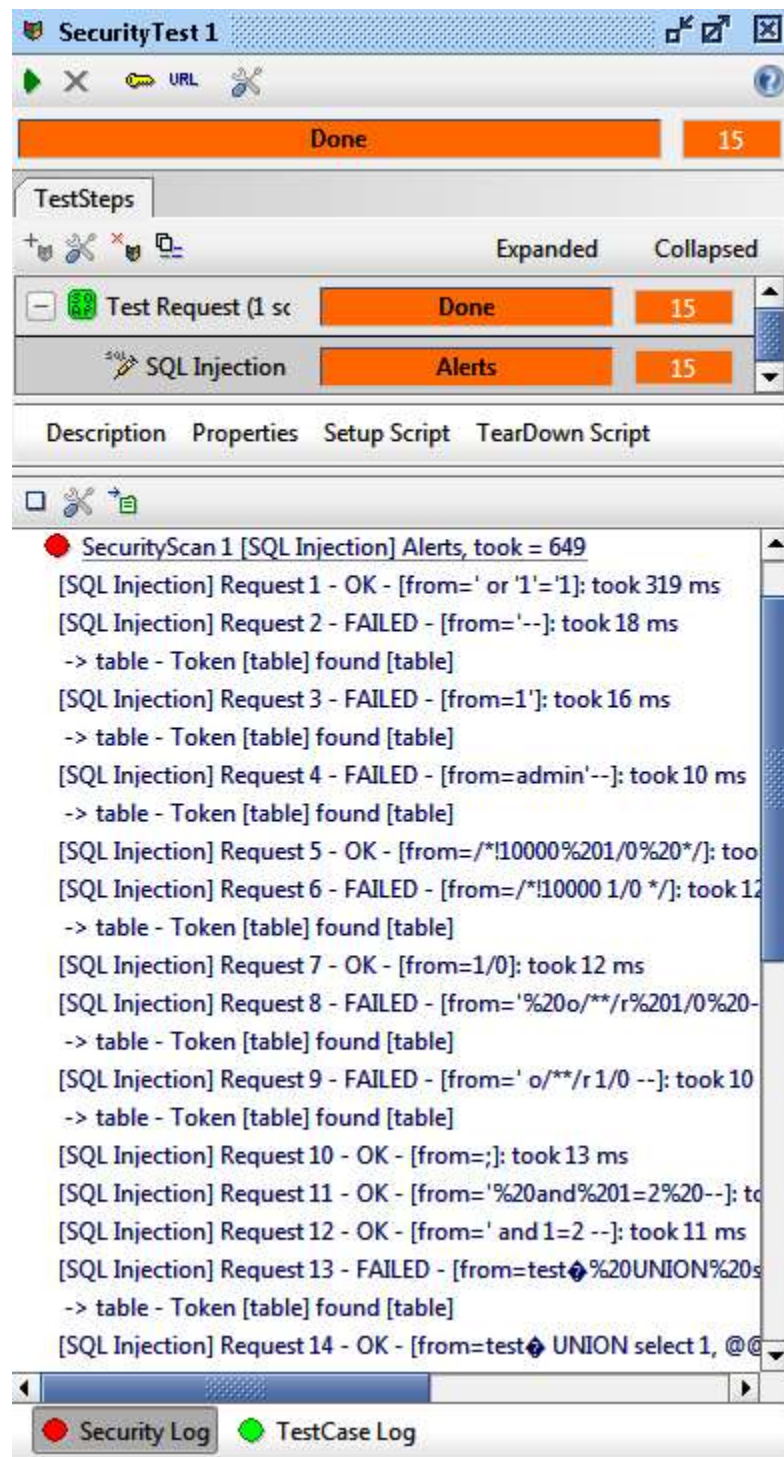 SecurityTest 1
URL
Done 15
TestSteps
Expanded Collapsed
Test Request (1 sc Done 15
SQL Injection Alerts 15
Description Properties Setup Script TearDown Script
SecurityScan 1 [SQL Injection] Alerts, took = 649
[SQL Injection] Request 1 - OK - [from=' or '1'='1]: took 319 ms
[SQL Injection] Request 2 - FAILED - [from='--]: took 18 ms
-> table - Token [table] found [table]
[SQL Injection] Request 3 - FAILED - [from=1']: took 16 ms
-> table - Token [table] found [table]
[SQL Injection] Request 4 - FAILED - [from=admin'--]: took 10 ms
-> table - Token [table] found [table]
[SQL Injection] Request 5 - OK - [from=/*!10000%201/0%20*/]: too
[SQL Injection] Request 6 - FAILED - [from=/*!10000 1/0 */]: took 12
-> table - Token [table] found [table]
[SQL Injection] Request 7 - OK - [from=1/0]: took 12 ms
[SQL Injection] Request 8 - FAILED - [from='%20o/**/r%201/0%20-
-> table - Token [table] found [table]
[SQL Injection] Request 9 - FAILED - [from=' o/**/r 1/0 --]: took 10
-> table - Token [table] found [table]
[SQL Injection] Request 10 - OK - [from=;]: took 13 ms
[SQL Injection] Request 11 - OK - [from='%20and%201=2%20--]: to
[SQL Injection] Request 12 - OK - [from=' and 1=2 --]: took 11 ms
[SQL Injection] Request 13 - FAILED - [from=test�%20UNION%20s
-> table - Token [table] found [table]
[SQL Injection] Request 14 - OK - [from=test� UNION select 1, @@
Security Log TestCase Log